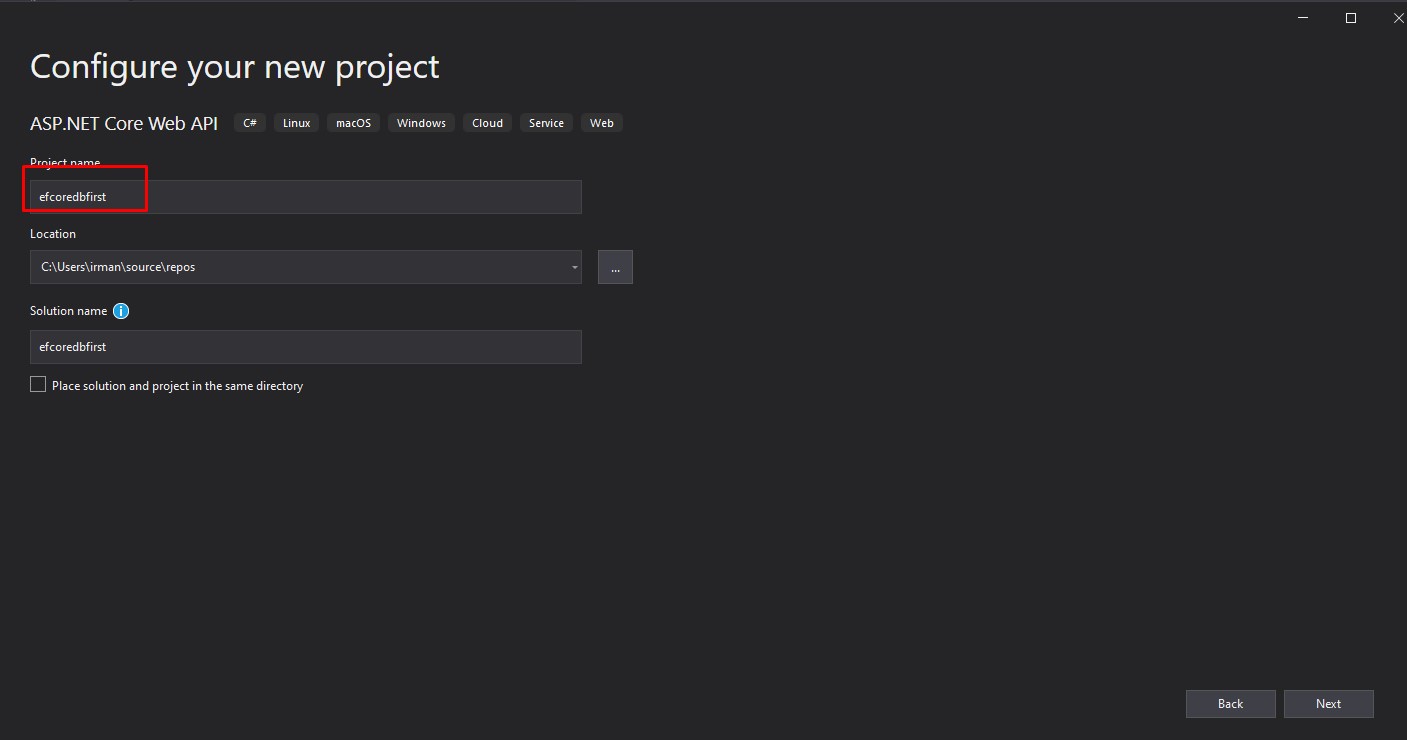 Configure your new project
ASP.NET Core Web API C# Linux macOS Windows Cloud Service Web
Project name
efcoredbfirst
Location
C:\Users\irman\source\repos
...
Solution name
efcoredbfirst
Place solution and project in the same directory
Back Next